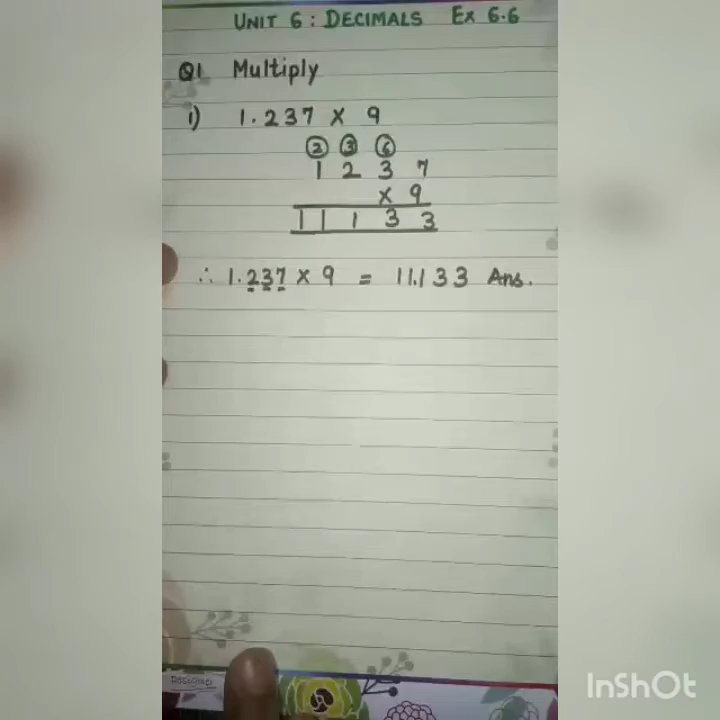 UNIT 6 : DECIMALS Ex 6.6
Q1 Multiply
i) 1.237 × 9
2 3 6
1 2 3 7
× 9
1 1 1 3 3
∴ 1.237 × 9 = 11.133 Ans.
InShOt